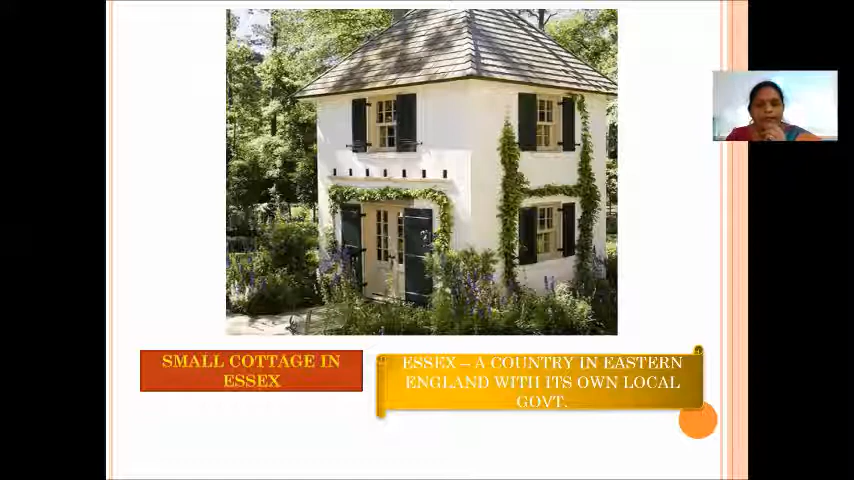 SMALL COTTAGE IN
ESSEX
ESSEX – A COUNTRY IN EASTERN
ENGLAND WITH ITS OWN LOCAL
GOVT.